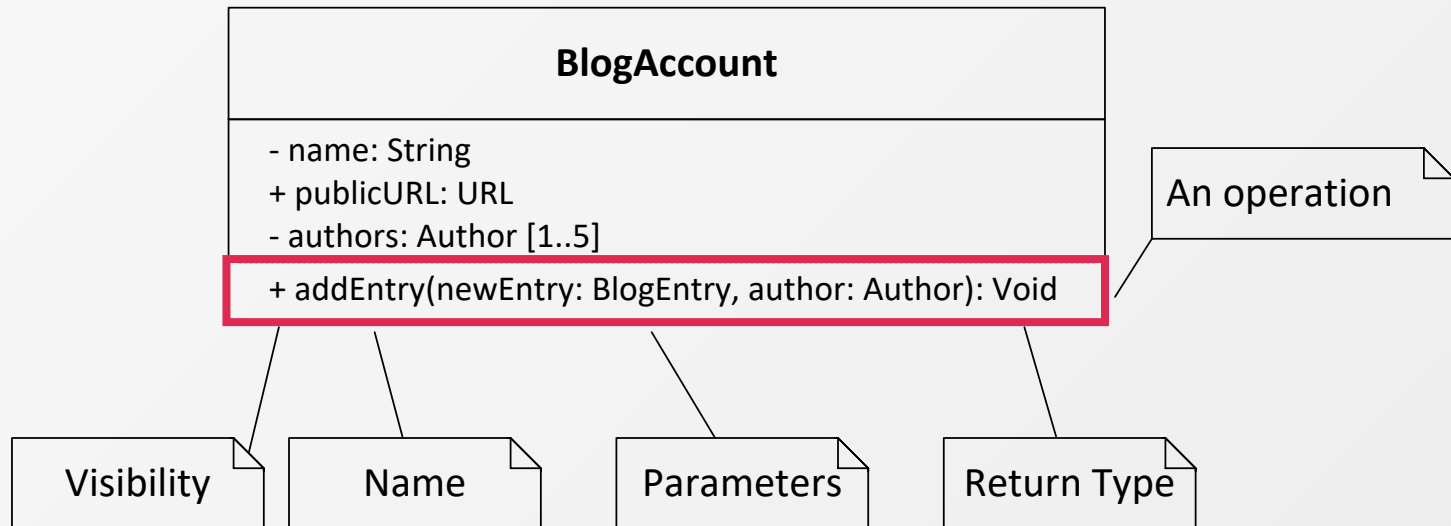 BlogAccount
- name: String
+ publicURL: URL
- authors: Author [1..5]
An operation
+ addEntry(newEntry: BlogEntry, author: Author): Void
Visibility
Name
Parameters
Return Type